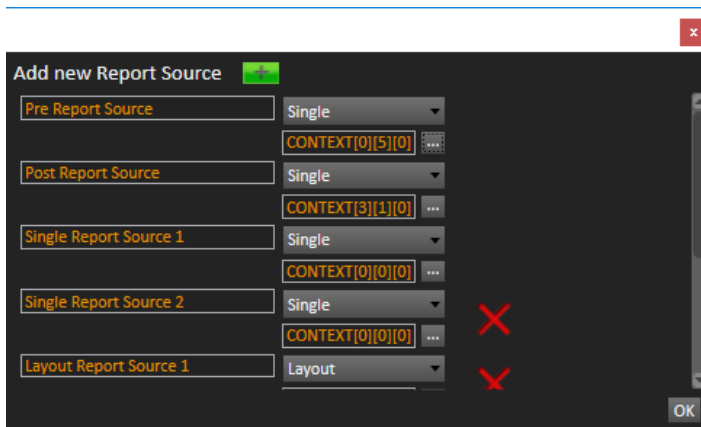 x
Add new Report Source +
Pre Report Source Single
CONTEXT[0][5][0] ...
Post Report Source Single
CONTEXT[3][1][0] ...
Single Report Source 1 Single
CONTEXT[0][0][0] ...
Single Report Source 2 Single
CONTEXT[0][0][0] ...
Layout Report Source 1 Layout
OK